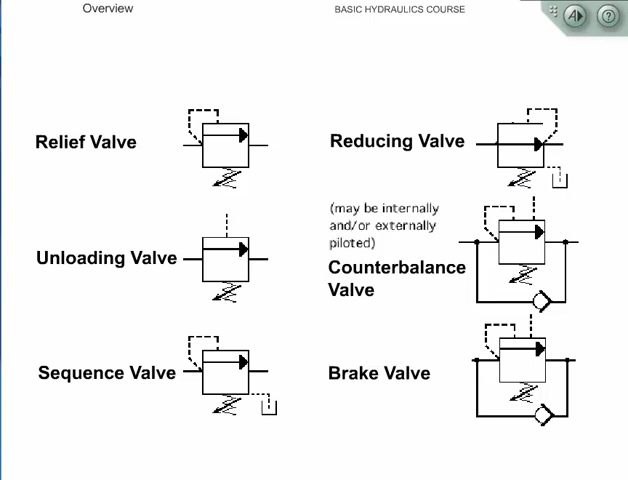 Overview
BASIC HYDRAULICS COURSE
A
?
Relief Valve
Reducing Valve
(may be internally
and/or externally
piloted)
Unloading Valve
Counterbalance
Valve
Sequence Valve
Brake Valve